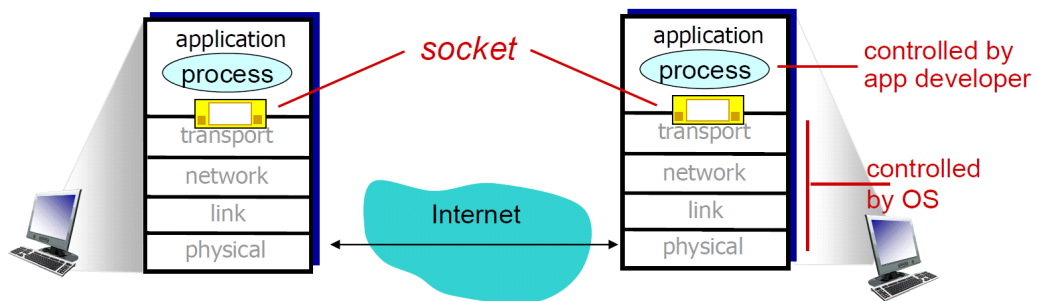 application
process
transport
network
link
physical
socket
Internet
application
process
transport
network
link
physical
controlled by
app developer
controlled
by OS